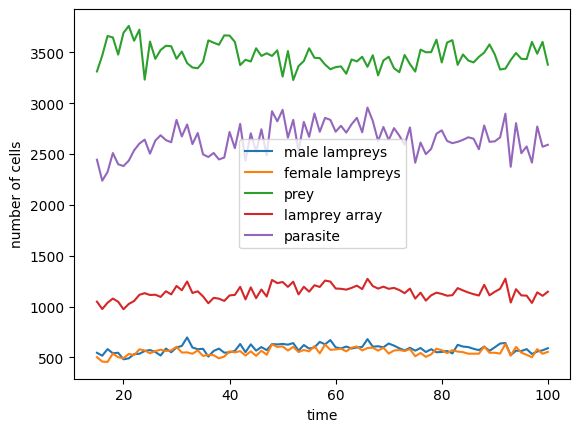 number of cells
3500
3000
2500
2000
1500
1000
500
male lampreys
female lampreys
prey
lamprey array
parasite
20 40 60 80 100
time